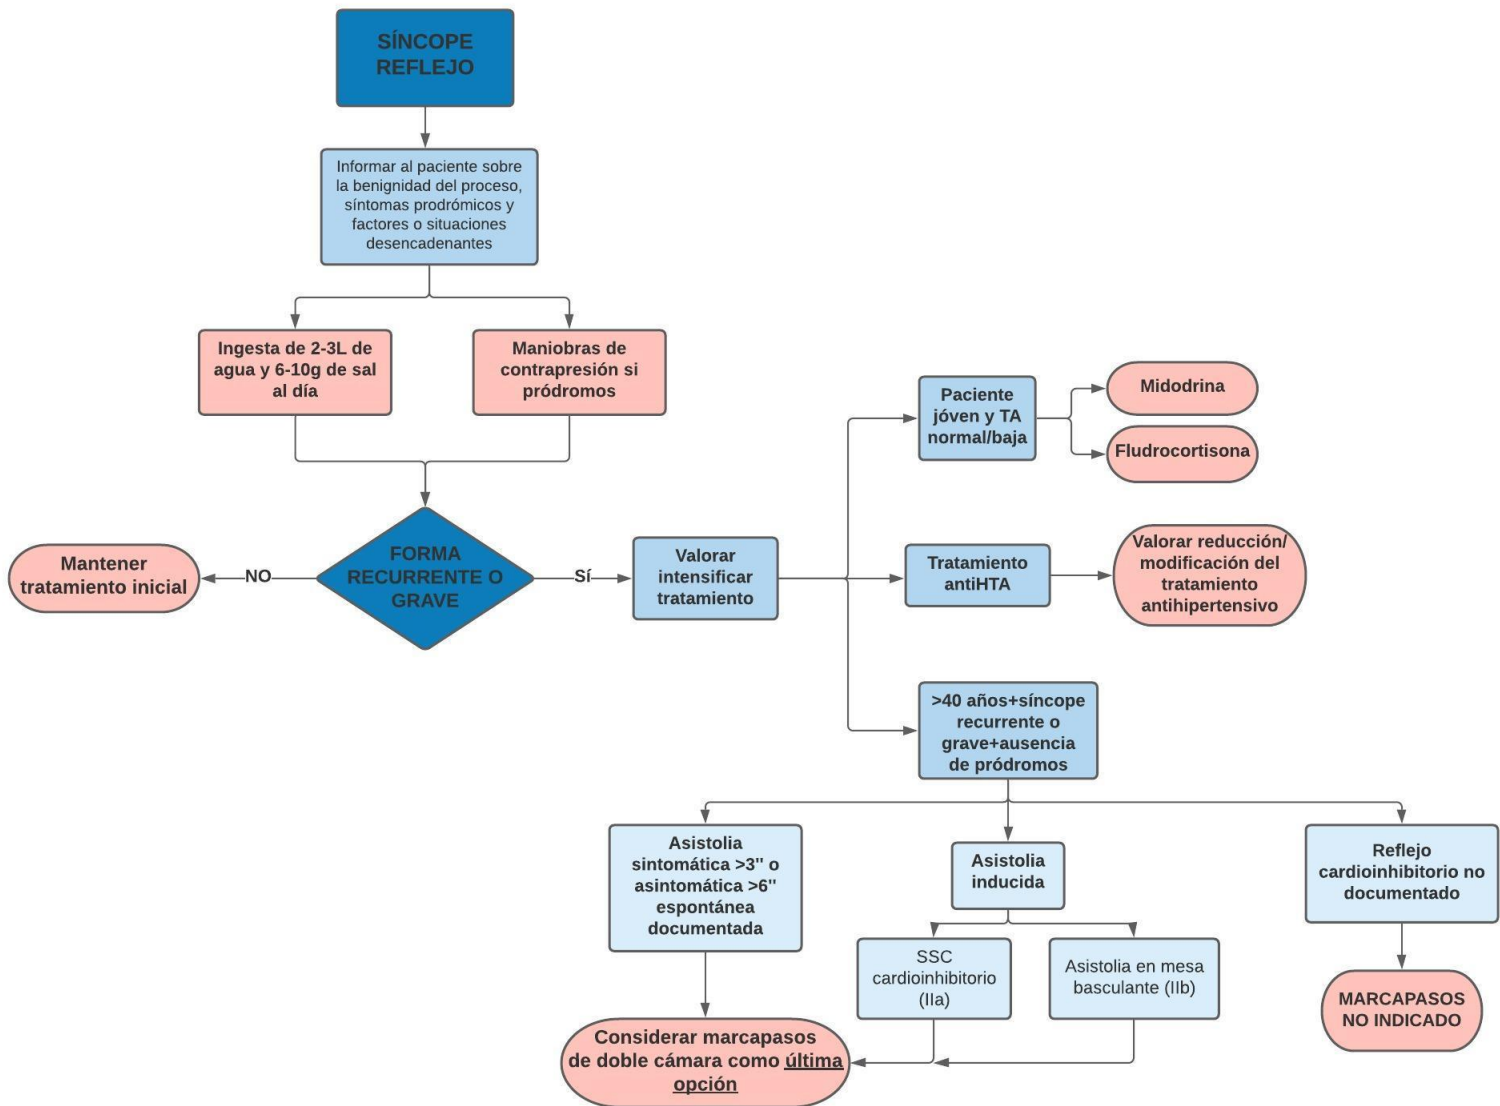 SÍNCOPE
REFLEJO
Informar al paciente sobre
la benignidad del proceso,
síntomas prodrómicos y
factores o situaciones
desencadenantes
Ingesta de 2-3L de
agua y 6-10g de sal
al día
Maniobras de
contrapresión si
pródromos
FORMA
RECURRENTE O
GRAVE
NO
Mantener
tratamiento inicial
SÍ
Valorar
intensificar
tratamiento
Paciente
jóven y TA
normal/baja
Midodrina
Fludrocortisona
Tratamiento
antiHTA
Valorar reducción/
modificación del
tratamiento
antihipertensivo
>40 años+síncope
recurrente o
grave+ausencia
de pródromos
Asistolia
sintomática >3" o
asintomática >6"
espontánea
documentada
Asistolia
inducida
Reflejo
cardioinhibitorio no
documentado
SSC
cardioinhibitorio
(IIa)
Asistolia en mesa
basculante (IIb)
MARCAPASOS
NO INDICADO
Considerar marcapasos
de doble cámara como última
opción